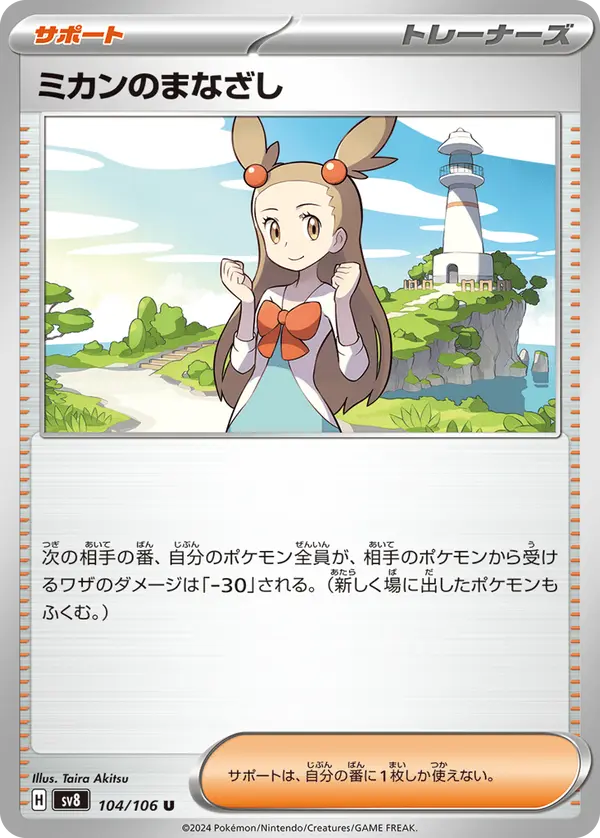 サポート
トレーナーズ
ミカンのまなざし
次の相手の番、自分のポケモン全員が、相手のポケモンから受け
るワザのダメージは「-30」される。（新しく場に出したポケモンも
ふくむ。）
サポートは、自分の番に1枚しか使えない。
Illus. Taira Akitsu
H sv8 104/106 U
©2024 Pokémon/Nintendo/Creatures/GAME FREAK.